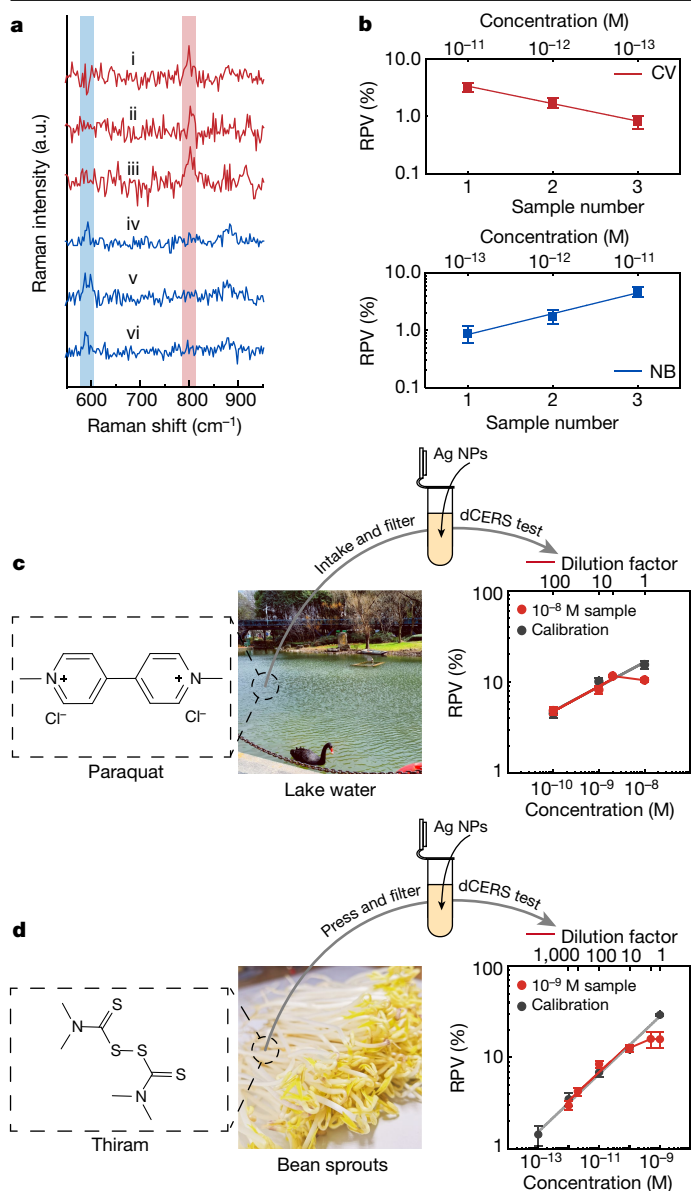 a
i
ii
iii
iv
v
vi
Raman intensity (a.u.)
600 700 800 900
Raman shift (cm⁻¹)
b
Concentration (M)
10⁻¹¹ 10⁻¹² 10⁻¹³
10.0
1.0
0.1
RPV (%)
CV
1 2 3
Sample number
Concentration (M)
10⁻¹³ 10⁻¹² 10⁻¹¹
10.0
1.0
0.1
RPV (%)
NB
1 2 3
Sample number
c
Ag NPs
Intake and filter
dCERS test
N
+
Cl⁻
N
+
Cl⁻
Paraquat
Lake water
Dilution factor
100 10 1
100
10
1
RPV (%)
10⁻⁸ M sample
Calibration
10⁻¹⁰ 10⁻⁹ 10⁻⁸
Concentration (M)
d
Ag NPs
Press and filter
dCERS test
S
N
S S
S
N
Thiram
Bean sprouts
Dilution factor
1,000 100 10 1
100
10
1
RPV (%)
10⁻⁹ M sample
Calibration
10⁻¹³ 10⁻¹¹ 10⁻⁹
Concentration (M)